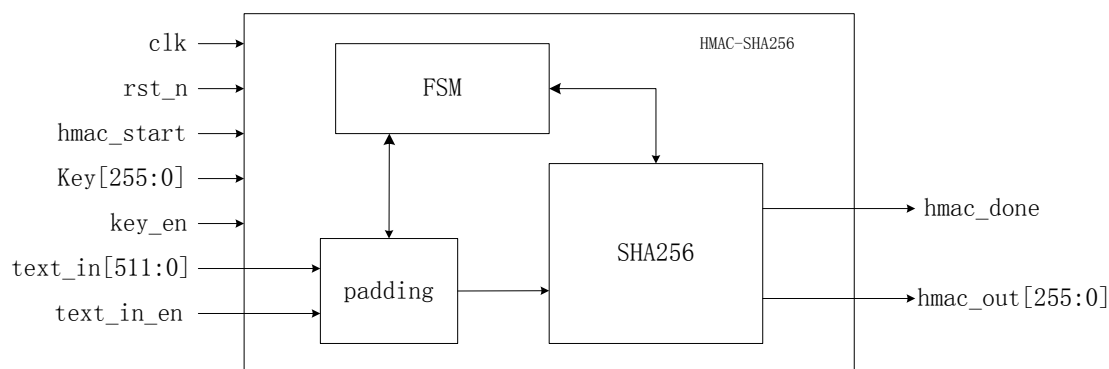 clk
HMAC-SHA256
rst_n
FSM
hmac_start
Key[255:0]
key_en
hmac_done
text_in[511:0]
SHA256
padding
text_in_en
hmac_out[255:0]